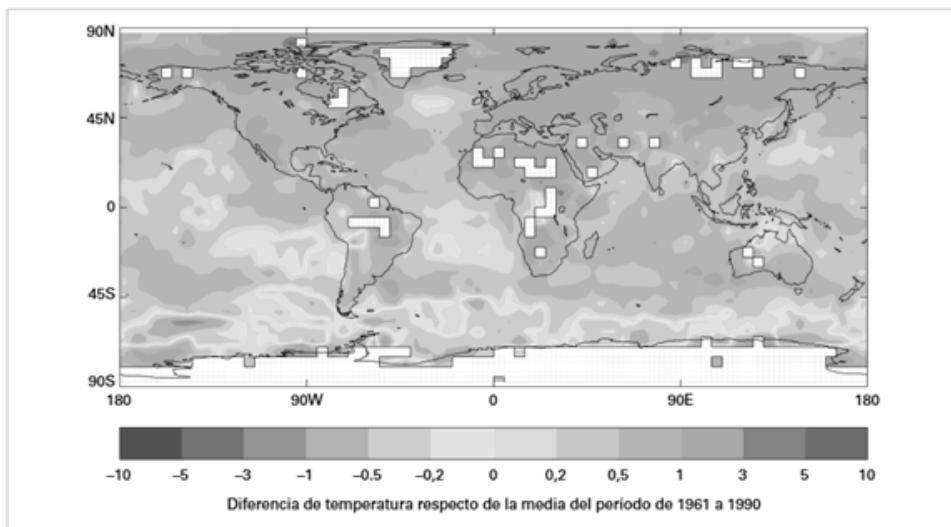 90N
45N
0
45S
90S
180 90W 0 90E 180
–10 –5 –3 –1 –0.5 –0,2 0 0,2 0,5 1 3 5 10
Diferencia de temperatura respecto de la media del período de 1961 a 1990